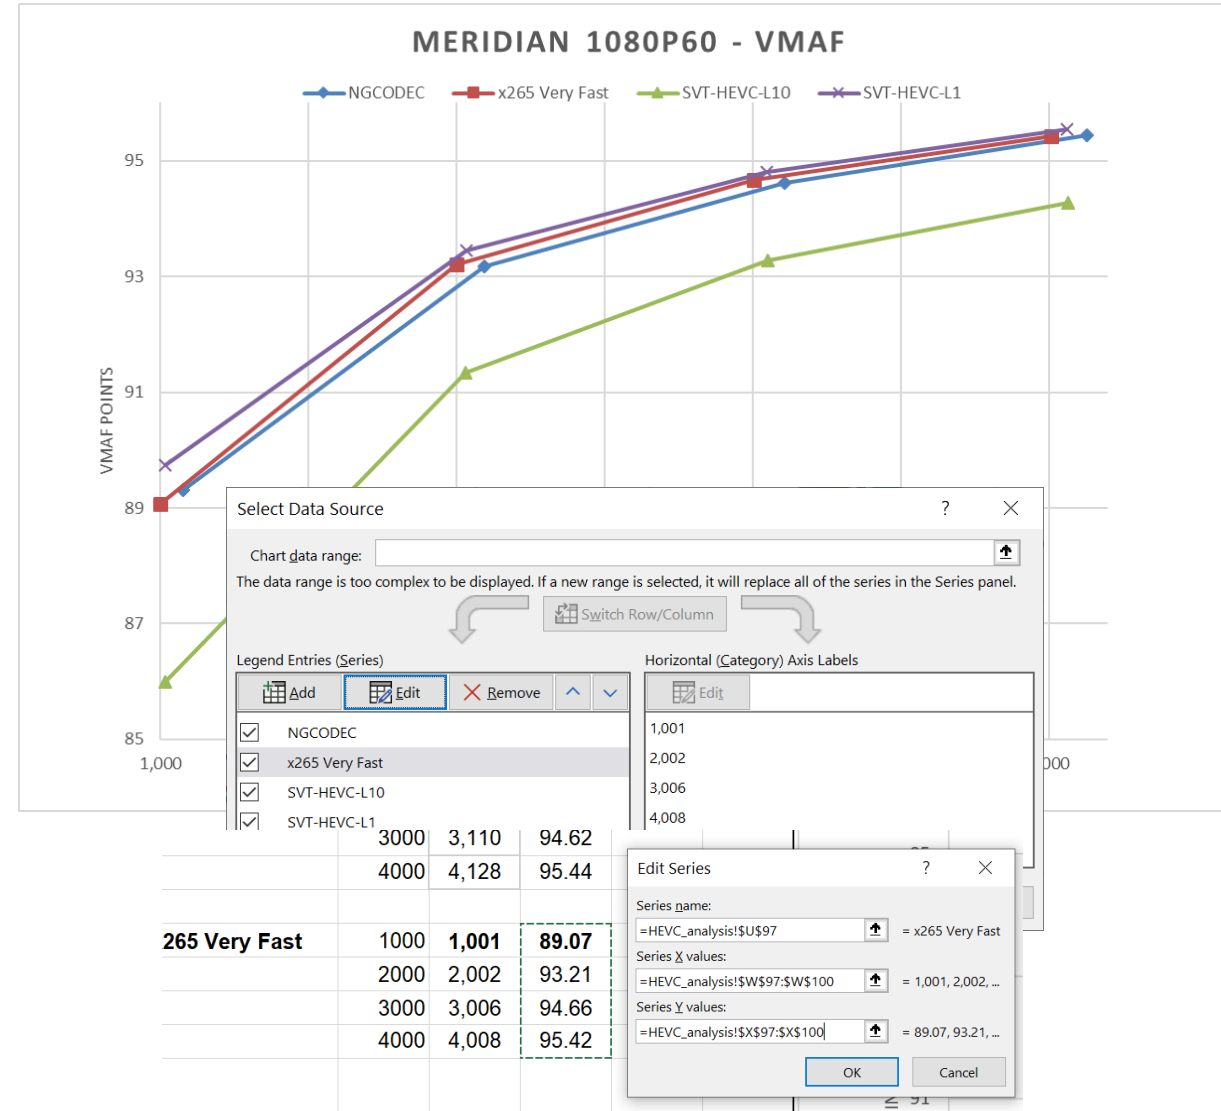 MERIDIAN 1080P60 - VMAF
NGCODEC x265 Very Fast SVT-HEVC-L10 SVT-HEVC-L1
95
93
91
VMAF POINTS
89
87
85
1,000
000
Select Data Source ?
Chart data range:
The data range is too complex to be displayed. If a new range is selected, it will replace all of the series in the Series panel.
Switch Row/Column
Legend Entries (Series)
Add Edit Remove
NGCODEC
x265 Very Fast
SVT-HEVC-L10
SVT-HEVC-L1
Horizontal (Category) Axis Labels
Edit
1,001
2,002
3,006
4,008
3000 3,110 94.62
4000 4,128 95.44
265 Very Fast 1000 1,001 89.07
2000 2,002 93.21
3000 3,006 94.66
4000 4,008 95.42
Edit Series ?
Series name:
=HEVC_analysis!$U$97 = x265 Very Fast
Series X values:
=HEVC_analysis!$W$97:$W$100 = 1,001, 2,002, ...
Series Y values:
=HEVC_analysis!$X$97:$X$100 = 89.07, 93.21, ...
OK Cancel
91